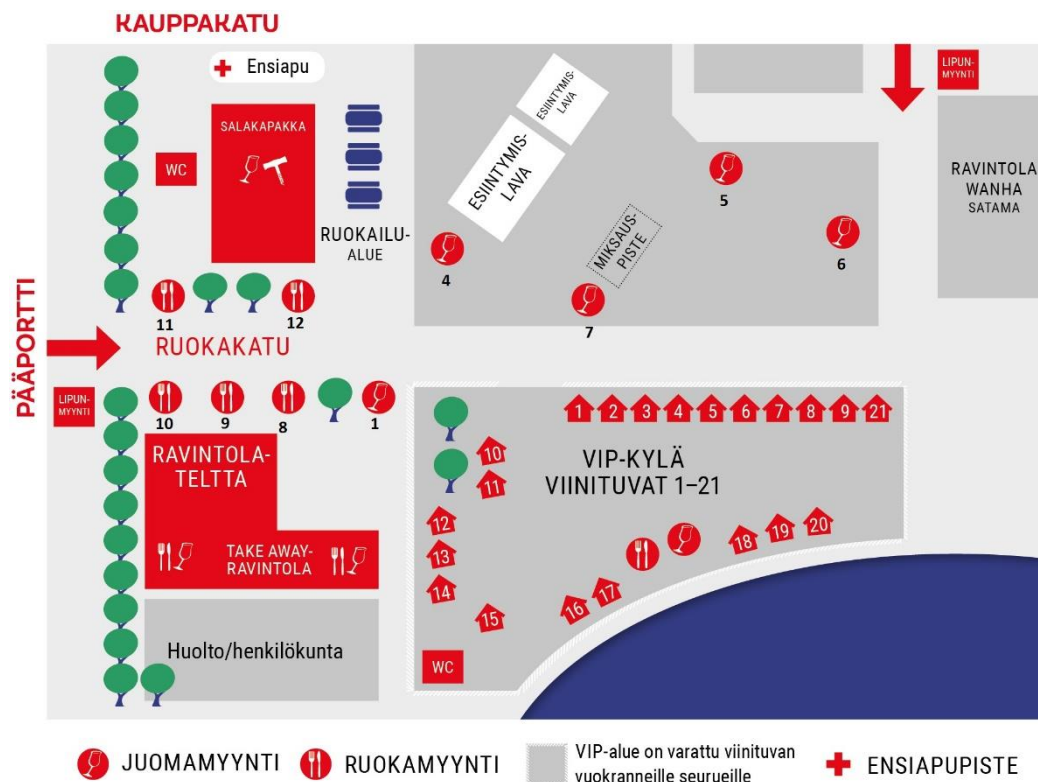 KAUPPAKATU
Ensiapu
LIPUN-
MYYNTI
ESIINTYMIS-
LAVA
SALAKAPAKKA
ESIINTYMIS-
LAVA
WC
RAVINTOLA
WANHA
SATAMA
5
RUOKAILU-
ALUE
MIKSAUS-
PISTE
4
6
7
11
12
PÄÄPORTTI
RUOKAKATU
LIPUN-
MYYNTI
10
9
8
1
1 2 3 4 5 6 7 8 9 21
RAVINTOLA-
TELTTA
10
VIP-KYLÄ
VIINITUVAT 1–21
11
12
13
14
15
16
17
18
19
20
TAKE AWAY-
RAVINTOLA
Huolto/henkilökunta
WC
JUOMAMYYNTI
RUOKAMYYNTI
VIP-alue on varattu viinituvan
vuokranneille seurueille
ENSIAPUPISTE